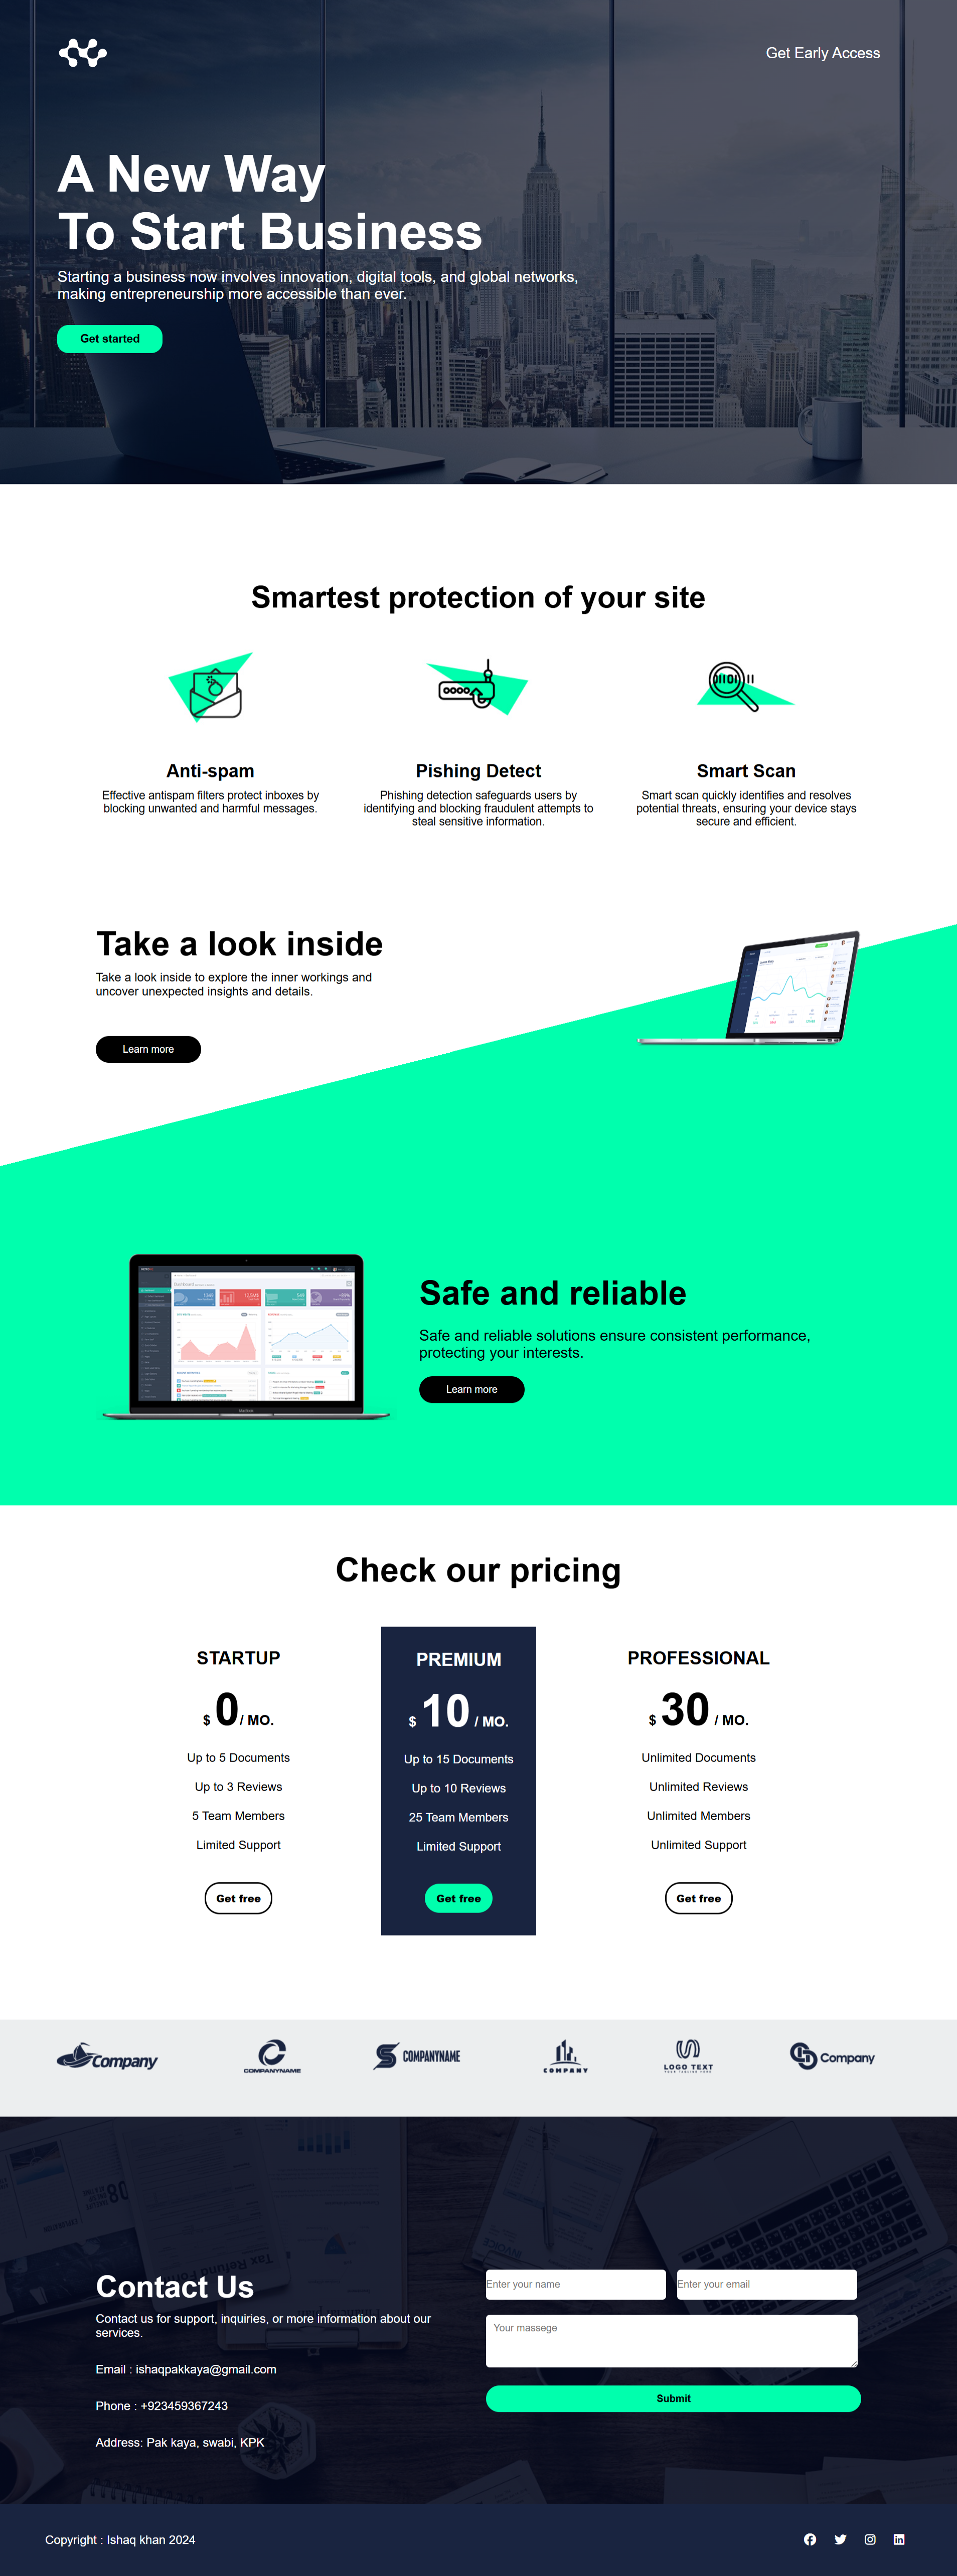 Get Early Access
A New Way
To Start Business
Starting a business now involves innovation, digital tools, and global networks,
making entrepreneurship more accessible than ever.
Get started
Smartest protection of your site
Anti-spam
Effective antispam filters protect inboxes by
blocking unwanted and harmful messages.
Pishing Detect
Phishing detection safeguards users by
identifying and blocking fraudulent attempts to
steal sensitive information.
Smart Scan
Smart scan quickly identifies and resolves
potential threats, ensuring your device stays
secure and efficient.
Take a look inside
Take a look inside to explore the inner workings and
uncover unexpected insights and details.
Learn more
Safe and reliable
Safe and reliable solutions ensure consistent performance,
protecting your interests.
Learn more
Check our pricing
STARTUP
$ 0 / MO.
Up to 5 Documents
Up to 3 Reviews
5 Team Members
Limited Support
Get free
PREMIUM
$ 10 / MO.
Up to 15 Documents
Up to 10 Reviews
25 Team Members
Limited Support
Get free
PROFESSIONAL
$ 30 / MO.
Unlimited Documents
Unlimited Reviews
Unlimited Members
Unlimited Support
Get free
Company
COMPANYNAME
COMPANYNAME
COMPANY
LOGO TEXT
Company
Contact Us
Contact us for support, inquiries, or more information about our
services.
Email : ishaqpakkaya@gmail.com
Phone : +923459367243
Address: Pak kaya, swabi, KPK
Enter your name
Enter your email
Your massege
Submit
Copyright : Ishaq khan 2024